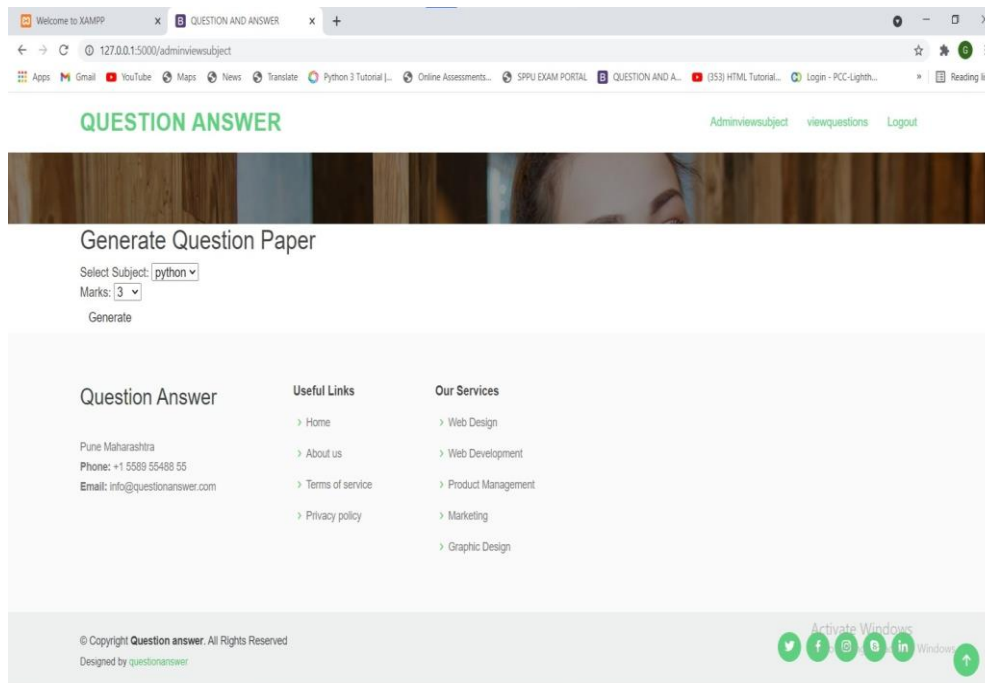 Welcome to XAMPP
QUESTION AND ANSWER
127.0.0.1:5000/adminviewsubject
Apps Gmail YouTube Maps News Translate Python 3 Tutorial |... Online Assessments... SPPU EXAM PORTAL QUESTION AND A... (353) HTML Tutorial... Login - PCC-Lighth... » Reading
QUESTION ANSWER
Adminviewsubject viewquestions Logout
Generate Question Paper
Select Subject: python
Marks: 3
Generate
Question Answer
Pune Maharashtra
Phone: +1 5589 55488 55
Email: info@questionanswer.com
Useful Links
Home
About us
Terms of service
Privacy policy
Our Services
Web Design
Web Development
Product Management
Marketing
Graphic Design
© Copyright Question answer. All Rights Reserved
Designed by questionanswer
Activate Windows
Windows